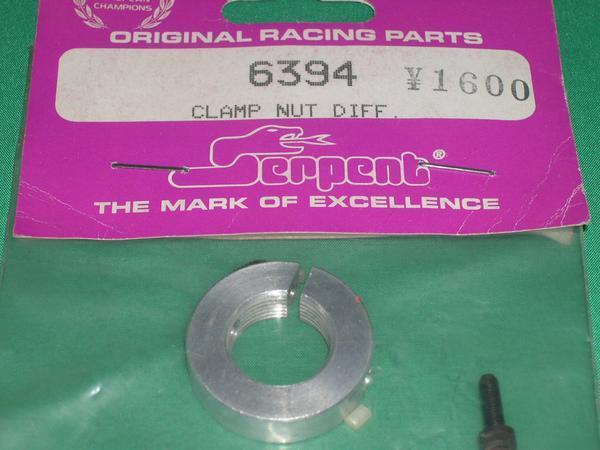 CHAMPIONS
ORIGINAL RACING PARTS
6394 ¥1600
CLAMP NUT DIFF.
Serpent®
THE MARK OF EXCELLENCE